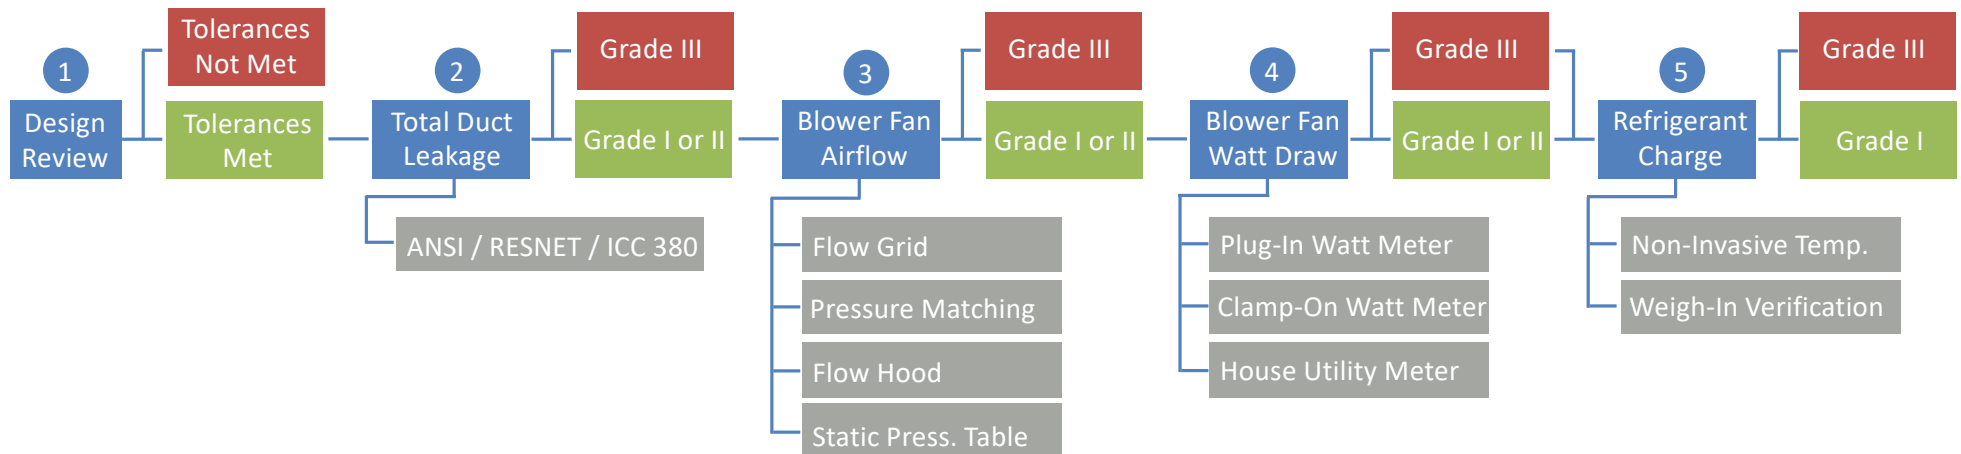 1
Design
Review
Tolerances
Not Met
Tolerances
Met
2
Total Duct
Leakage
ANSI / RESNET / ICC 380
Grade III
Grade I or II
3
Blower Fan
Airflow
Flow Grid
Pressure Matching
Flow Hood
Static Press. Table
Grade III
Grade I or II
4
Blower Fan
Watt Draw
Plug-In Watt Meter
Clamp-On Watt Meter
House Utility Meter
Grade III
Grade I or II
5
Refrigerant
Charge
Non-Invasive Temp.
Weigh-In Verification
Grade III
Grade I